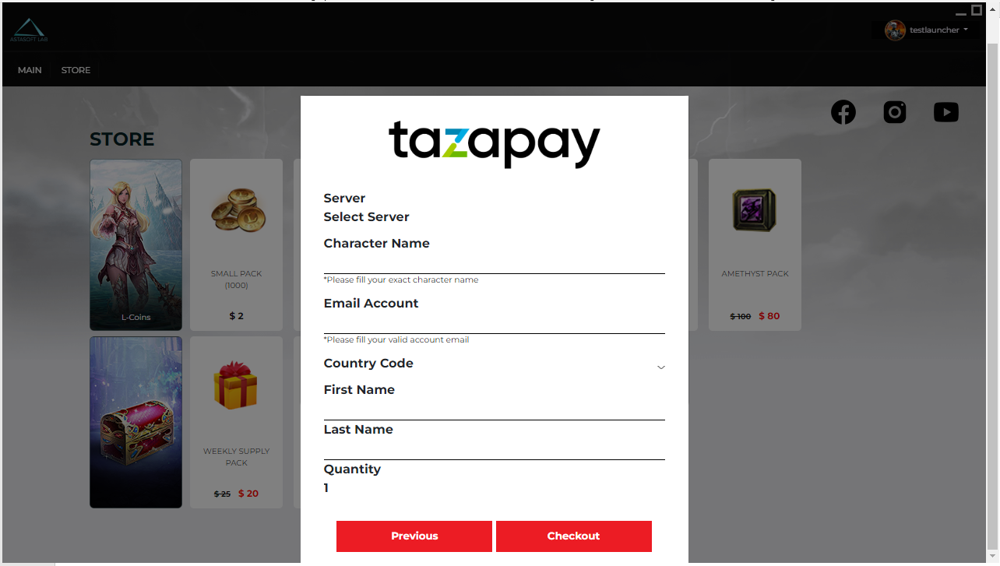 ASTASOFT LAB
testlauncher
MAIN
STORE
STORE
tazapay
Server
Select Server
Character Name
*Please fill your exact character name
Email Account
*Please fill your valid account email
Country Code
First Name
Last Name
Quantity
1
Previous
Checkout
L-Coins
SMALL PACK
(1000)
$ 2
AMETHYST PACK
$ 100 $ 80
WEEKLY SUPPLY
PACK
$ 25 $ 20